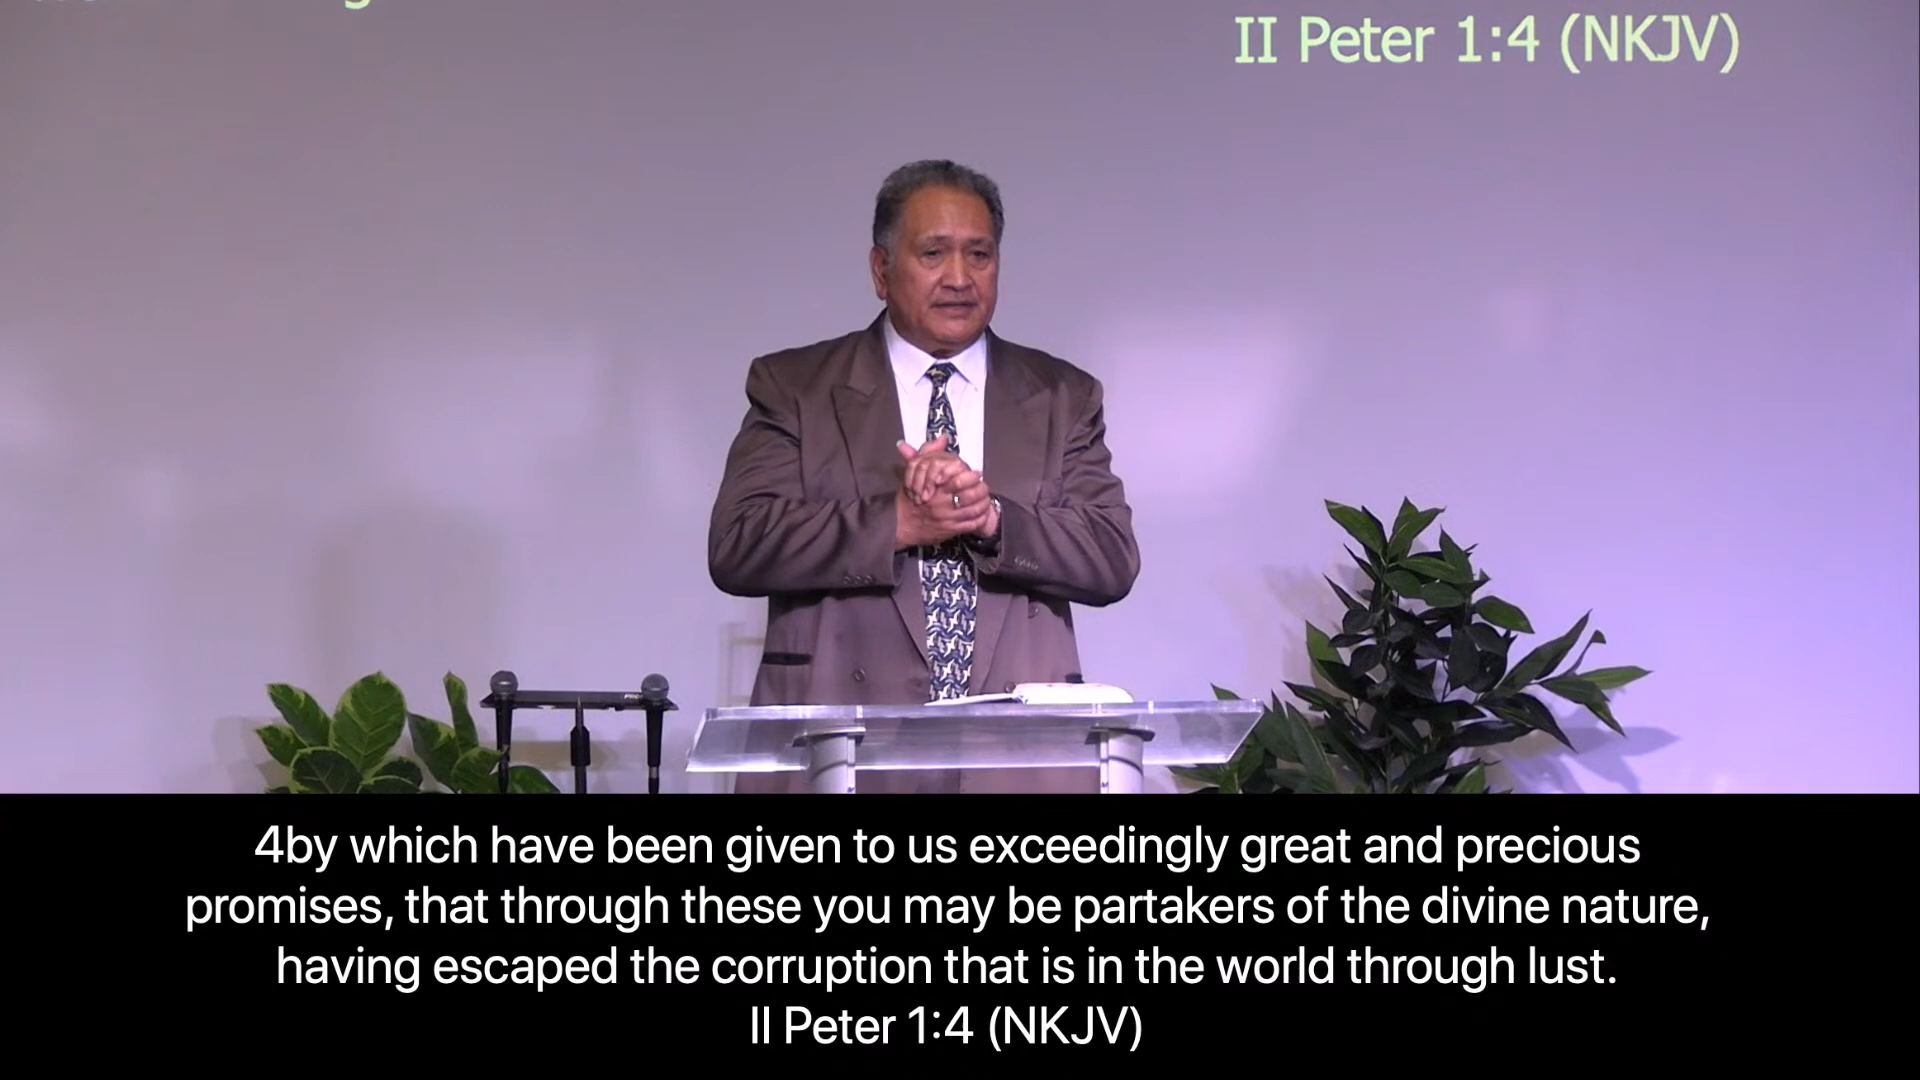 II Peter 1:4 (NKJV)
4by which have been given to us exceedingly great and precious
promises, that through these you may be partakers of the divine nature,
having escaped the corruption that is in the world through lust.
II Peter 1:4 (NKJV)